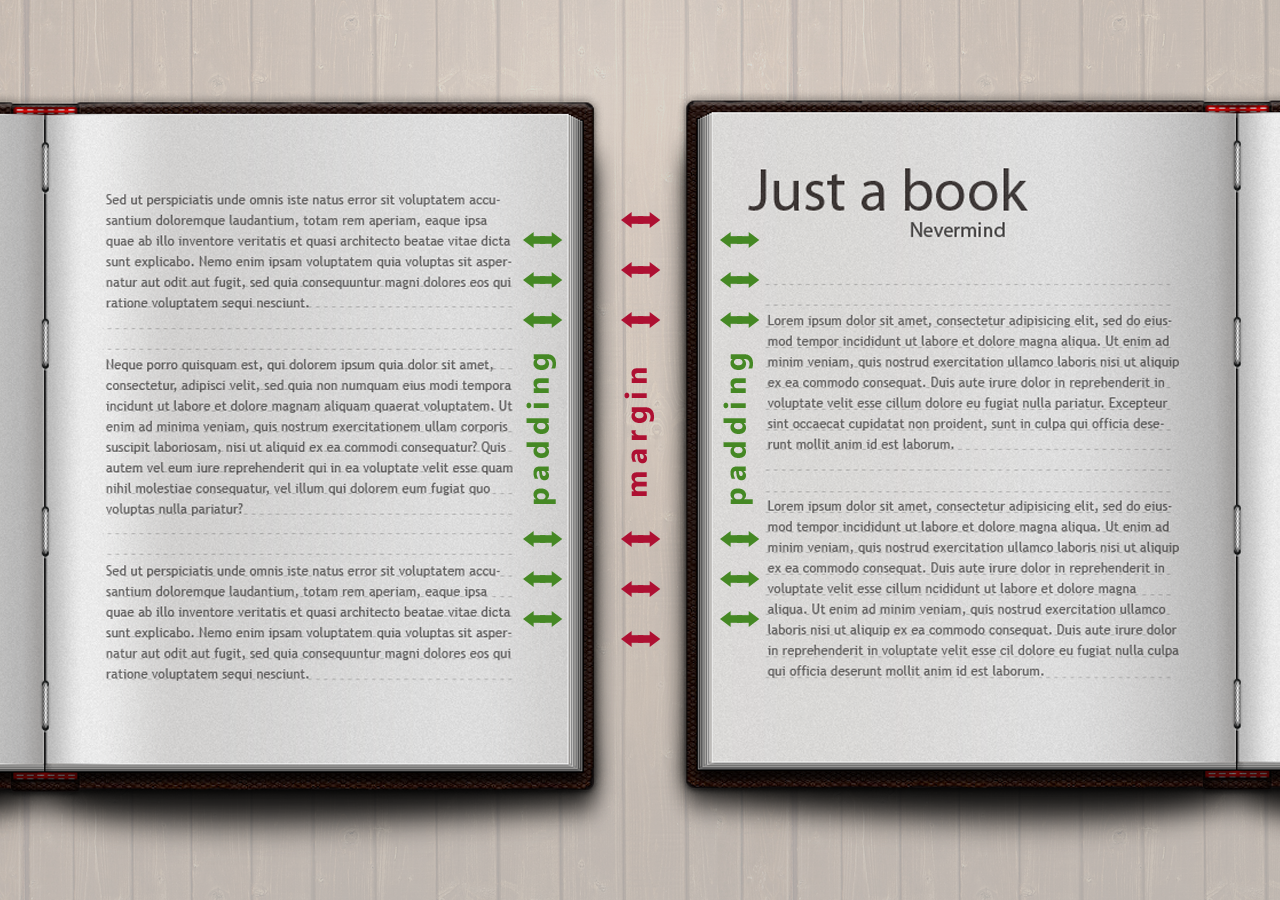 Sed ut perspiciatis unde omnis iste natus error sit voluptatem accu-
santium doloremque laudantium, totam rem aperiam, eaque ipsa
quae ab illo inventore veritatis et quasi architecto beatae vitae dicta
sunt explicabo. Nemo enim ipsam voluptatem quia voluptas sit asper-
natur aut odit aut fugit, sed quia consequuntur magni dolores eos qui
ratione voluptatem sequi nesciunt.
Neque porro quisquam est, qui dolorem ipsum quia dolor sit amet,
consectetur, adipisci velit, sed quia non numquam eius modi tempora
incidunt ut labore et dolore magnam aliquam quaerat voluptatem. Ut
enim ad minima veniam, quis nostrum exercitationem ullam corporis
suscipit laboriosam, nisi ut aliquid ex ea commodi consequatur? Quis
autem vel eum iure reprehenderit qui in ea voluptate velit esse quam
nihil molestiae consequatur, vel illum qui dolorem eum fugiat quo
voluptas nulla pariatur?
Sed ut perspiciatis unde omnis iste natus error sit voluptatem accu-
santium doloremque laudantium, totam rem aperiam, eaque ipsa
quae ab illo inventore veritatis et quasi architecto beatae vitae dicta
sunt explicabo. Nemo enim ipsam voluptatem quia voluptas sit asper-
natur aut odit aut fugit, sed quia consequuntur magni dolores eos qui
ratione voluptatem sequi nesciunt.
padding
margin
padding
Just a book
Nevermind
Lorem ipsum dolor sit amet, consectetur adipisicing elit, sed do eius-
mod tempor incididunt ut labore et dolore magna aliqua. Ut enim ad
minim veniam, quis nostrud exercitation ullamco laboris nisi ut aliquip
ex ea commodo consequat. Duis aute irure dolor in reprehenderit in
voluptate velit esse cillum dolore eu fugiat nulla pariatur. Excepteur
sint occaecat cupidatat non proident, sunt in culpa qui officia dese-
runt mollit anim id est laborum.
Lorem ipsum dolor sit amet, consectetur adipisicing elit, sed do eius-
mod tempor incididunt ut labore et dolore magna aliqua. Ut enim ad
minim veniam, quis nostrud exercitation ullamco laboris nisi ut aliquip
ex ea commodo consequat. Duis aute irure dolor in reprehenderit in
voluptate velit esse cillum ncididunt ut labore et dolore magna
aliqua. Ut enim ad minim veniam, quis nostrud exercitation ullamco
laboris nisi ut aliquip ex ea commodo consequat. Duis aute irure dolor
in reprehenderit in voluptate velit esse cil dolore eu fugiat nulla culpa
qui officia deserunt mollit anim id est laborum.